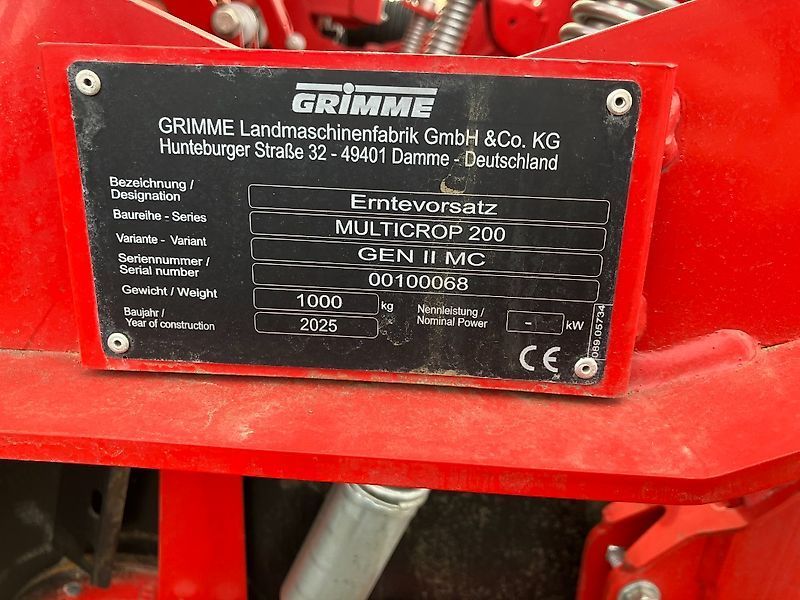 GRIMME
GRIMME Landmaschinenfabrik GmbH &Co. KG
Hunteburger Straße 32 - 49401 Damme - Deutschland
Bezeichnung /
Designation
Erntevorsatz
Baureihe - Series
MULTICROP 200
Variante - Variant
GEN II MC
Seriennummer /
Serial number
00100068
Gewicht / Weight
1000 kg
Nennleistung /
Nominal Power
- kW
Baujahr /
Year of construction
2025
CE
089.05734